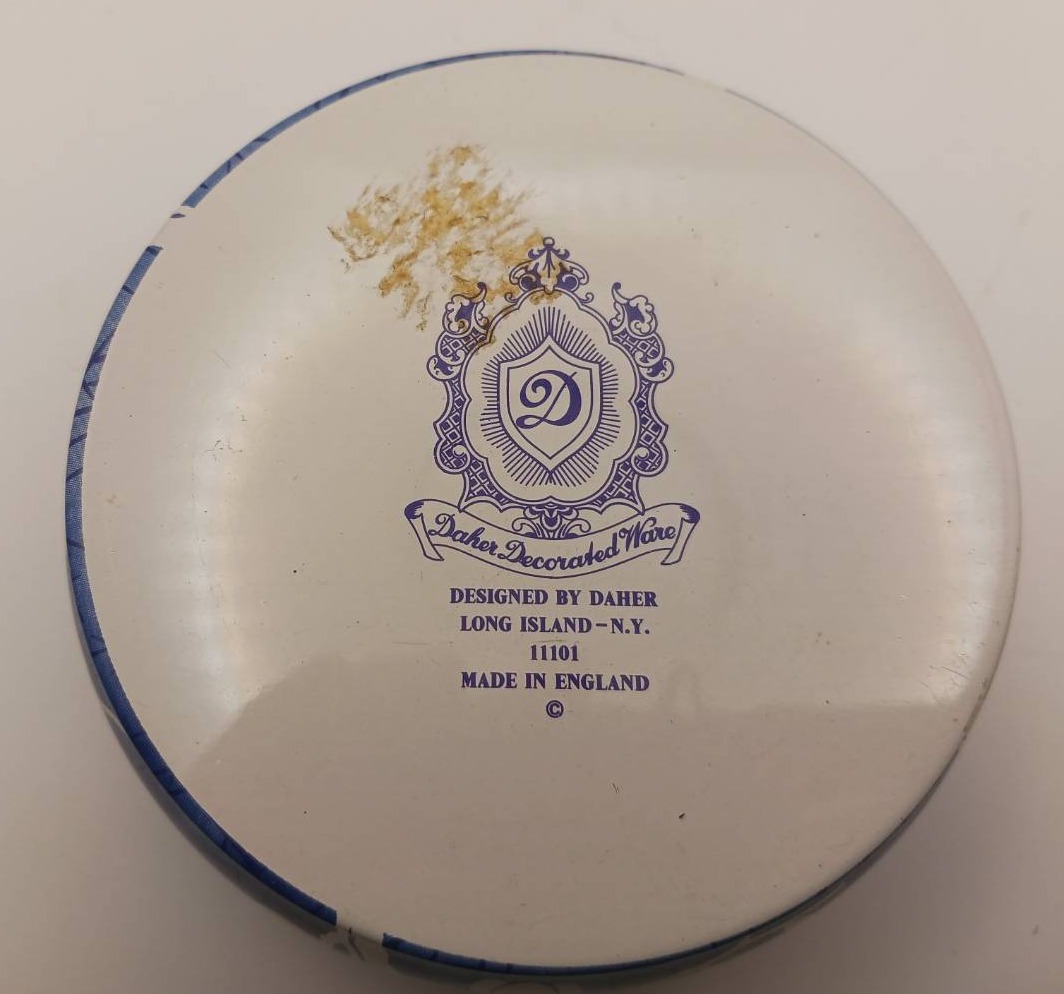 D
Daher Decorated Ware
DESIGNED BY DAHER
LONG ISLAND-N.Y.
11101
MADE IN ENGLAND
©